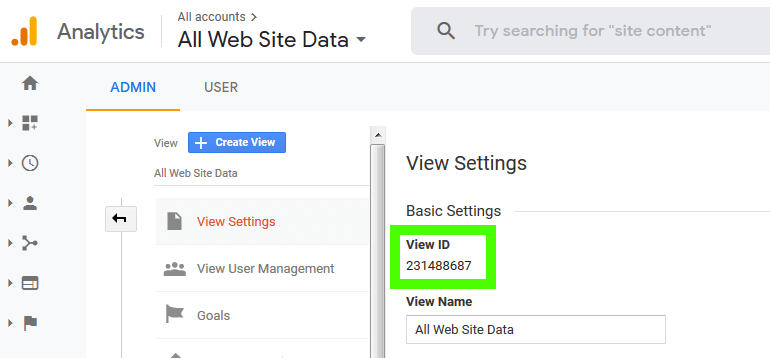 Analytics
All accounts >
All Web Site Data
Try searching for "site content"
ADMIN
USER
View
+ Create View
All Web Site Data
View Settings
View User Management
Goals
View Settings
Basic Settings
View ID
231488687
View Name
All Web Site Data